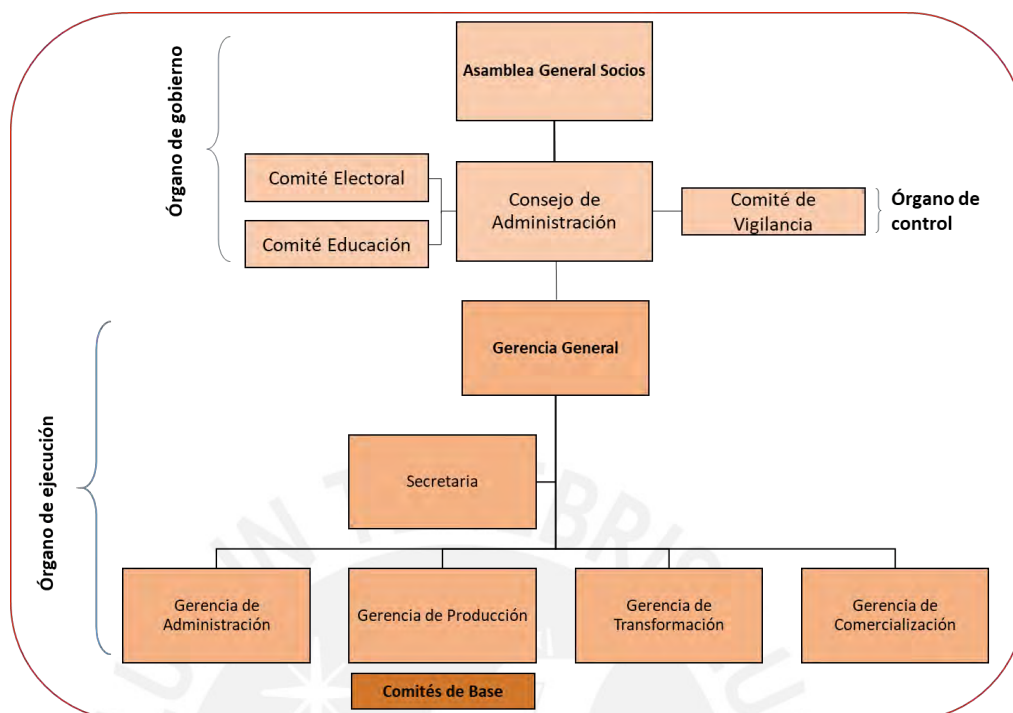 Órgano de gobierno
Asamblea General Socios
Comité Electoral
Comité Educación
Consejo de
Administración
Comité de
Vigilancia
Órgano de
control
Órgano de ejecución
Gerencia General
Secretaria
Gerencia de
Administración
Gerencia de Producción
Gerencia de
Transformación
Gerencia de
Comercialización
Comités de Base